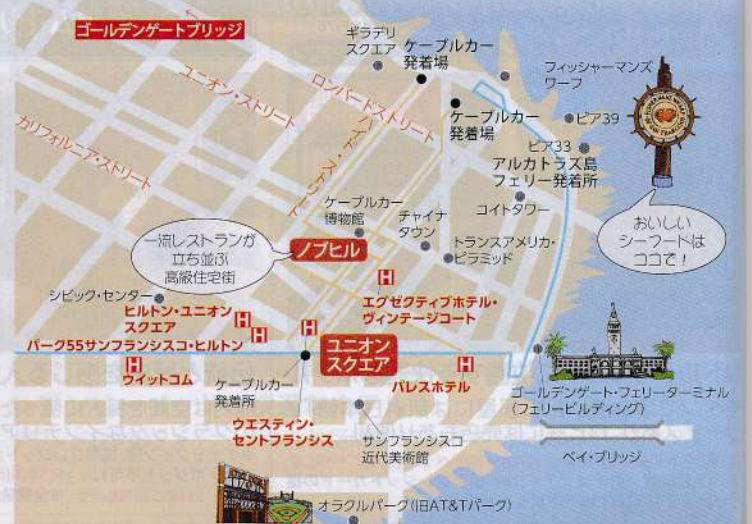 ゴールデンゲートブリッジ
ギラデリ
スクエア
ケーブルカー
発着場
フィッシャーマンズ
ワーフ
ユニオン・ストリート
ロンバードストリート
ハイド・ストリート
カリフォルニア・ストリート
ケーブルカー
発着場
ピア39
ピア33
アルカトラズ島
フェリー発着所
コイトタワー
おいしい
シーフードは
ココで!
ケーブルカー
博物館
チャイナ
タウン
トランスアメリカ・
ピラミッド
一流レストランが
立ち並ぶ
高級住宅街
ノブヒル
シビック・センター
H
エグゼクティブホテル・
ヴィンテージコート
ヒルトン・ユニオン
スクエア
H
パーク55サンフランシスコ・ヒルトン
H
H
ユニオン
スクエア
H
ウイットコム
H
パレスホテル
ケーブルカー
発着所
ウエスティン・
セントフランシス
サンフランシスコ
近代美術館
ゴールデンゲート・フェリーターミナル
(フェリービルディング)
ベイ・ブリッジ
オラクルパーク(旧AT&Tパーク)